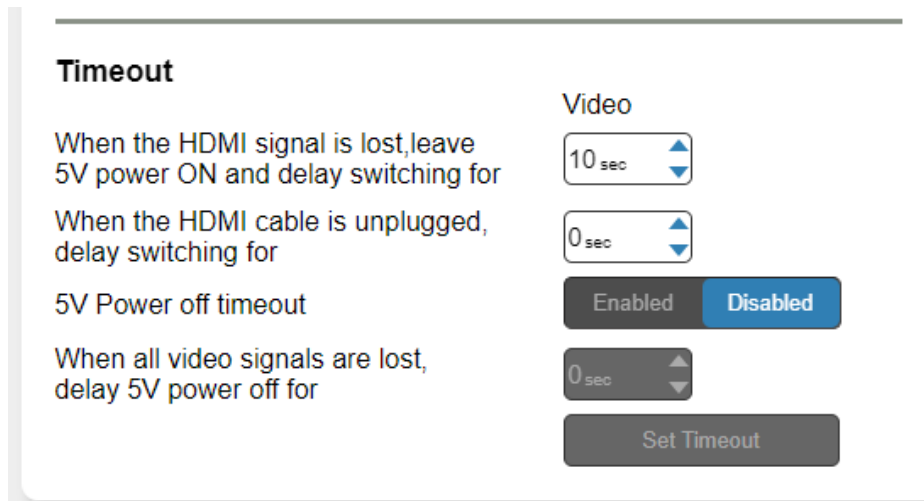 Timeout
Video
When the HDMI signal is lost,leave
5V power ON and delay switching for
10 sec
When the HDMI cable is unplugged,
delay switching for
0 sec
5V Power off timeout
Enabled
Disabled
When all video signals are lost,
delay 5V power off for
0 sec
Set Timeout